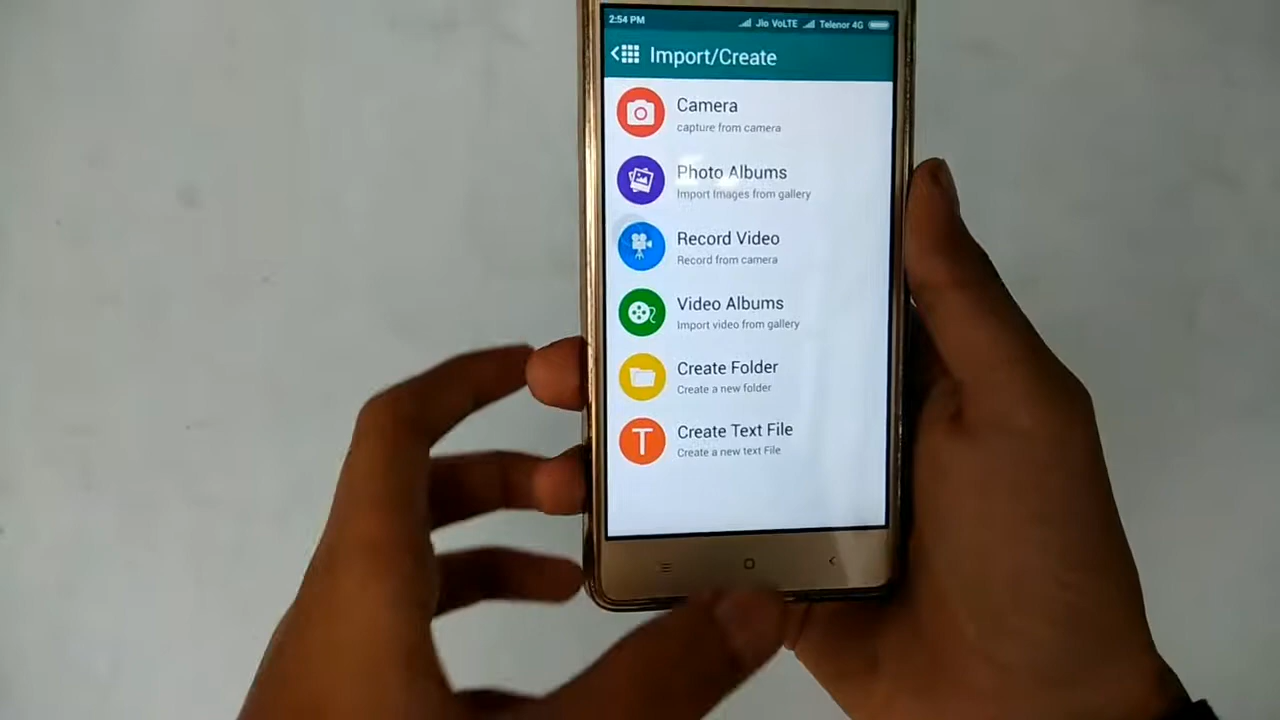 2:54 PM Jio VoLTE Telenor 4G
Import/Create
Camera
capture from camera
Photo Albums
Import Images from gallery
Record Video
Record from camera
Video Albums
Import video from gallery
Create Folder
Create a new folder
T Create Text File
Create a new text File